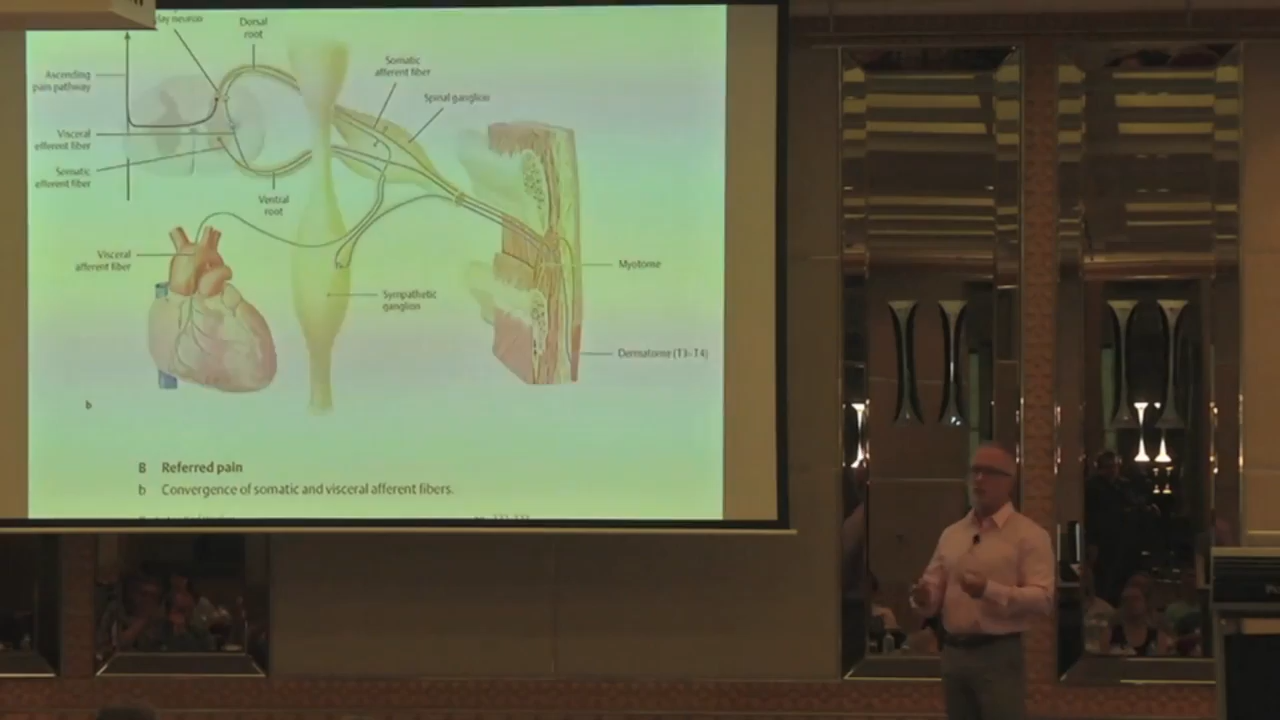 Dorsal
root
Somatic
afferent fiber
Ascending
pain pathway
Spinal ganglion
Visceral
efferent fiber
Somatic
efferent fiber
Ventral
root
Visceral
afferent fiber
Myotome
Sympathetic
ganglion
Dermatome (T3-T4)
b
B Referred pain
b Convergence of somatic and visceral afferent fibers.